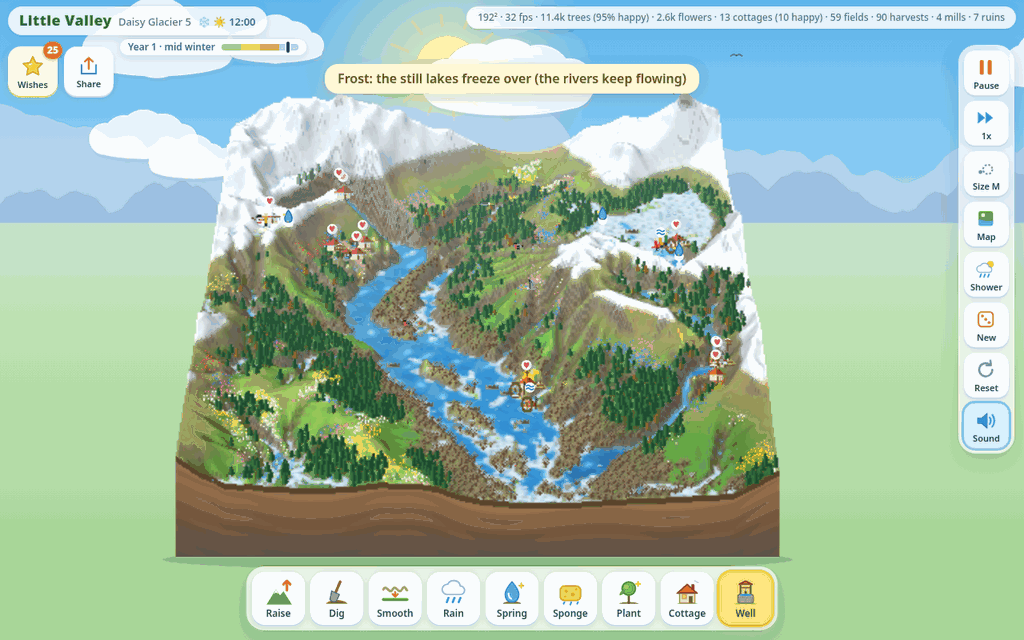 LIttle Valley Daisy Glacier 5 12:00
192² · 32 fps · 11.4k trees (95% happy) · 2.6k flowers · 13 cottages (10 happy) · 59 fields · 90 harvests · 4 mills · 7 ruins
Year 1 · mid winter
25
Wishes
Share
Frost: the still lakes freeze over (the rivers keep flowing)
Pause
1x
Size M
Map
Shower
New
Reset
Sound
Raise
Dig
Smooth
Rain
Spring
Sponge
Plant
Cottage
Well